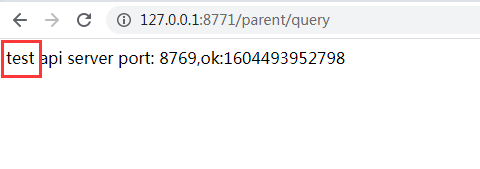 127.0.0.1:8771/parent/query
test api server port: 8769,ok:1604493952798